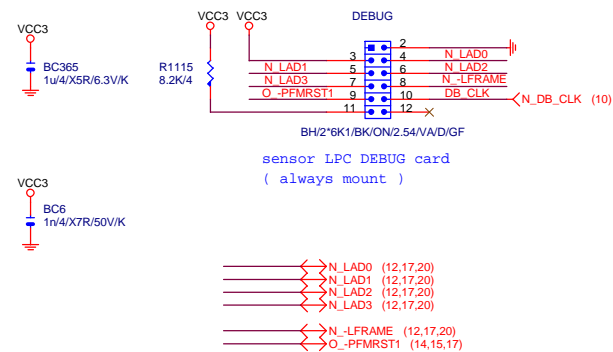 VCC3 VCC3 DEBUG
VCC3
2
3 4 N_LAD0
BC365 R1115 N_LAD1 5 6 N_LAD2
1u/4/X5R/6.3V/K 8.2K/4 N_LAD3 7 8 N_-LFRAME
O_-PFMRST1 9 10 DB_CLK N_DB_CLK (10)
11 12
BH/2*6K1/BK/ON/2.54/VA/D/GF
sensor LPC DEBUG card
( always mount )
VCC3
BC6
1n/4/X7R/50V/K
N_LAD0 (12,17,20)
N_LAD1 (12,17,20)
N_LAD2 (12,17,20)
N_LAD3 (12,17,20)
N_-LFRAME (12,17,20)
O_-PFMRST1 (14,15,17)